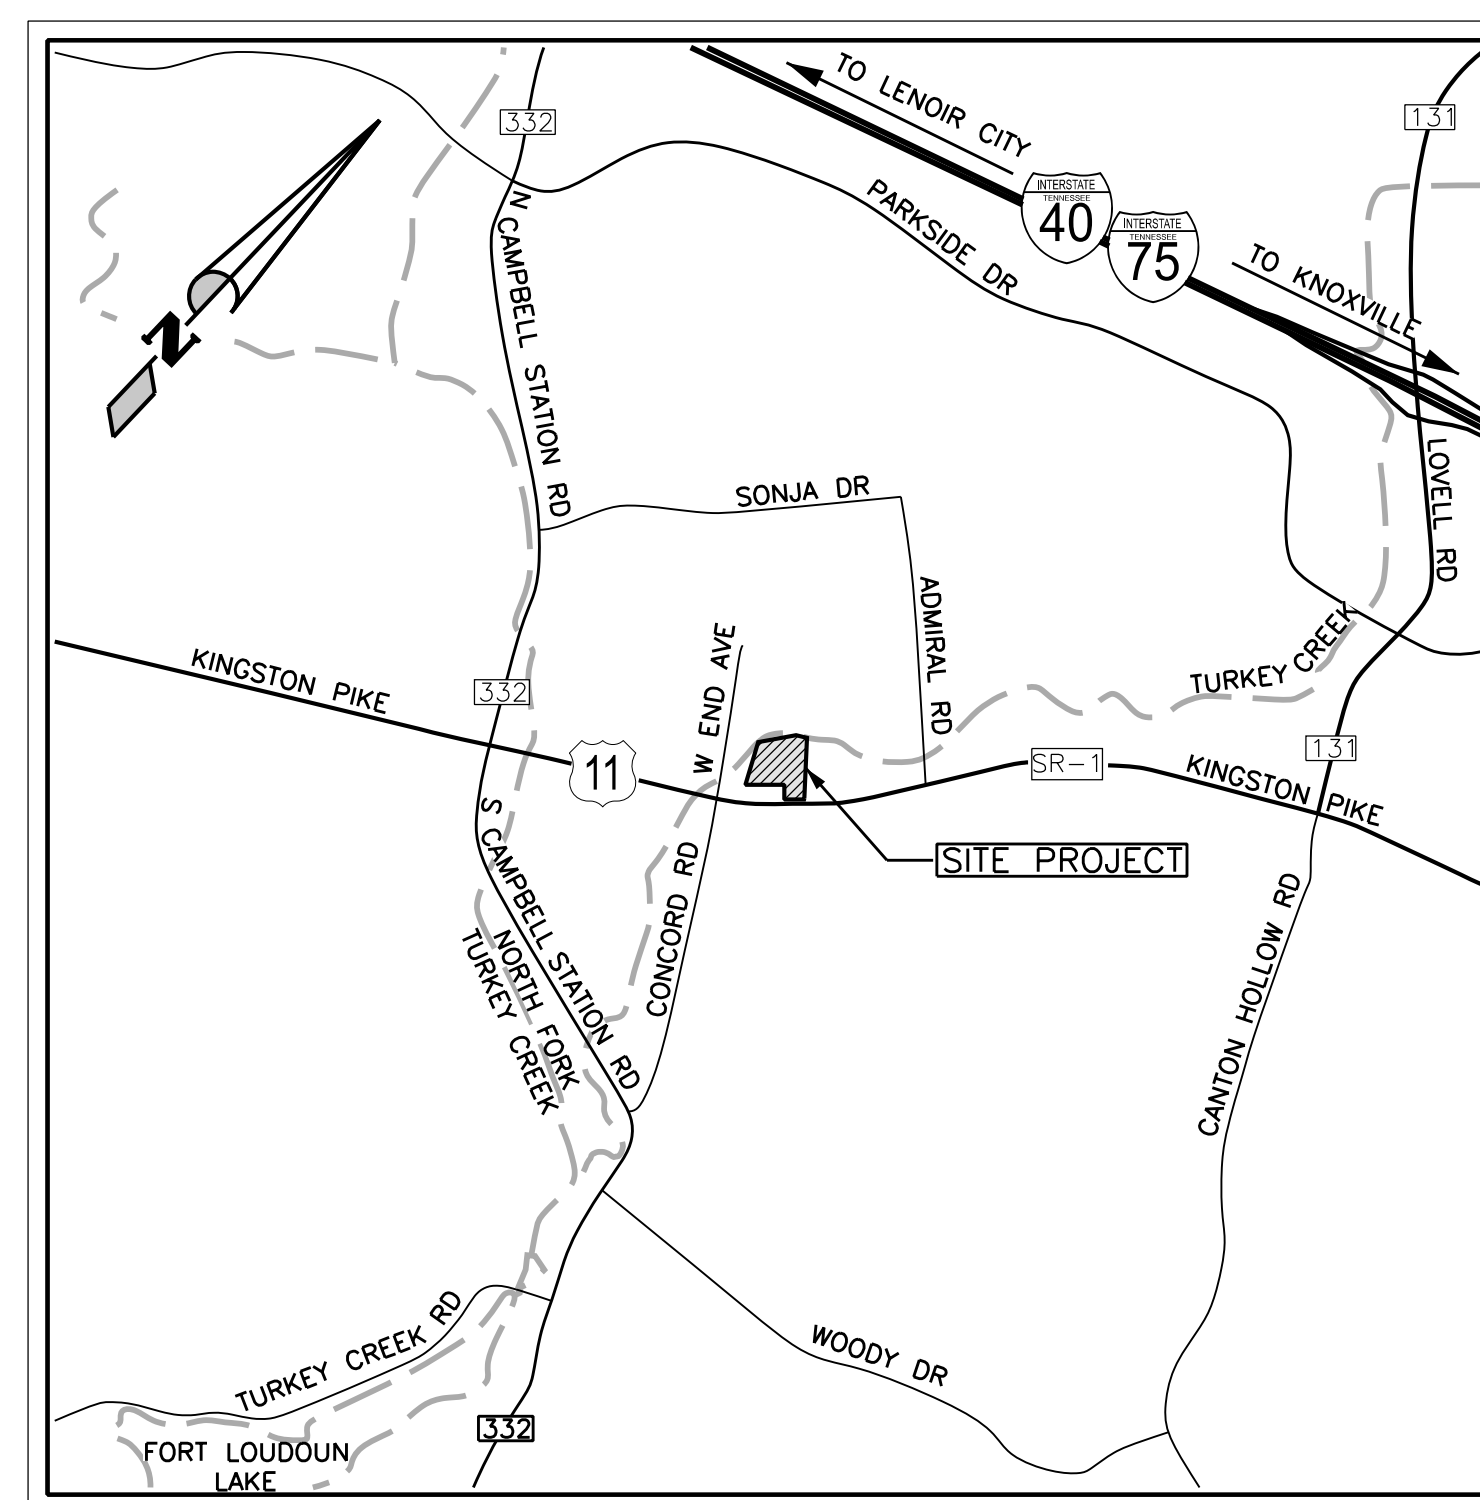 332
131
TO LENOIR CITY
INTERSTATE
TENNESSEE
40
INTERSTATE
TENNESSEE
75
TO KNOXVILLE
PARKSIDE DR
N CAMPBELL STATION RD
N
LOVELL RD
SONJA DR
ADMIRAL RD
W END AVE
TURKEY CREEK
KINGSTON PIKE
332
11
SR-1
131
KINGSTON PIKE
SITE PROJECT
S CAMPBELL STATION RD
CONCORD RD
NORTH FORK
TURKEY CREEK
CANTON HOLLOW RD
TURKEY CREEK RD
WOODY DR
332
FORT LOUDOUN
LAKE